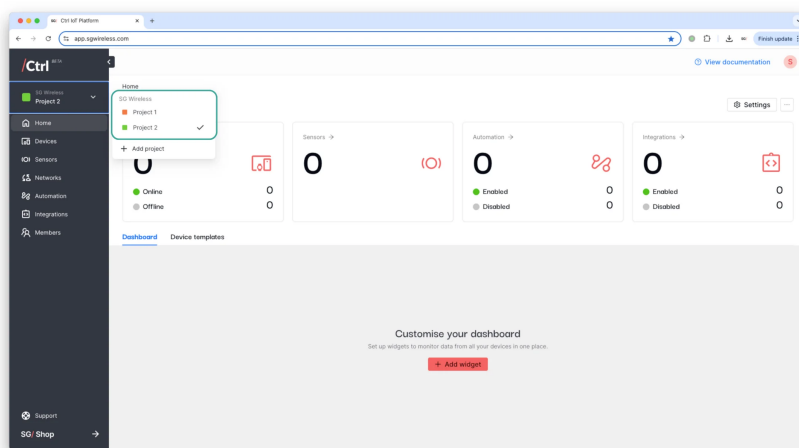 Ctrl IoT Platform
app.sgwireless.com
Finish update
/Ctrl BETA
View documentation
S
SG Wireless
Project 2
Home
SG Wireless
Project 1
Project 2
Add project
Settings
Home
Devices
Sensors
Networks
Automation
Integrations
Members
0
Online 0
Offline 0
Sensors →
0
Automation →
0
Enabled 0
Disabled 0
Integrations →
0
Enabled 0
Disabled 0
Dashboard Device templates
Customise your dashboard
Set up widgets to monitor data from all your devices in one place.
+ Add widget
Support
SG/ Shop →